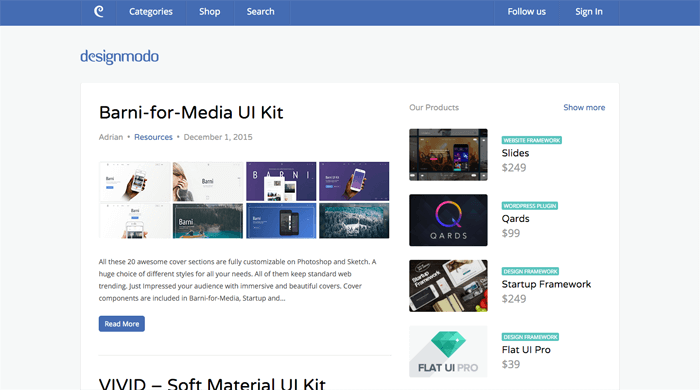 Categories Shop Search Follow us Sign In
designmodo
Barni-for-Media UI Kit
Adrian • Resources • December 1, 2015
Barni
Barni
BARNI
Barni
Barni
Barni
All these 20 awesome cover sections are fully customizable on Photoshop and Sketch. A
huge choice of different styles for all your needs. All of them keep standard web
trending. Just Impressed your audience with immersive and beautiful covers. Cover
components are included in Barni-for-Media, Startup and...
Read More
VIVID – Soft Material UI Kit
Our Products Show more
WEBSITE FRAMEWORK
Slides
$249
QARDS
WORDPRESS PLUGIN
Qards
$99
Startup
Framework
DESIGN FRAMEWORK
Startup Framework
$249
FLAT UI PRO
DESIGN FRAMEWORK
Flat UI Pro
$39